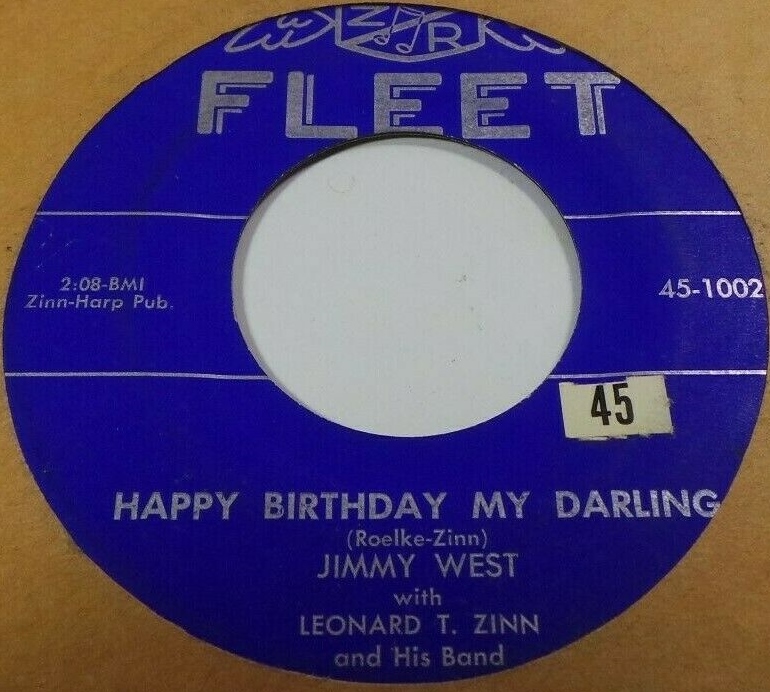 Z R
FLEET
2:08-BMI
Zinn-Harp Pub.
45-1002
45
HAPPY BIRTHDAY MY DARLING
(Roelke-Zinn)
JIMMY WEST
with
LEONARD T. ZINN
and His Band